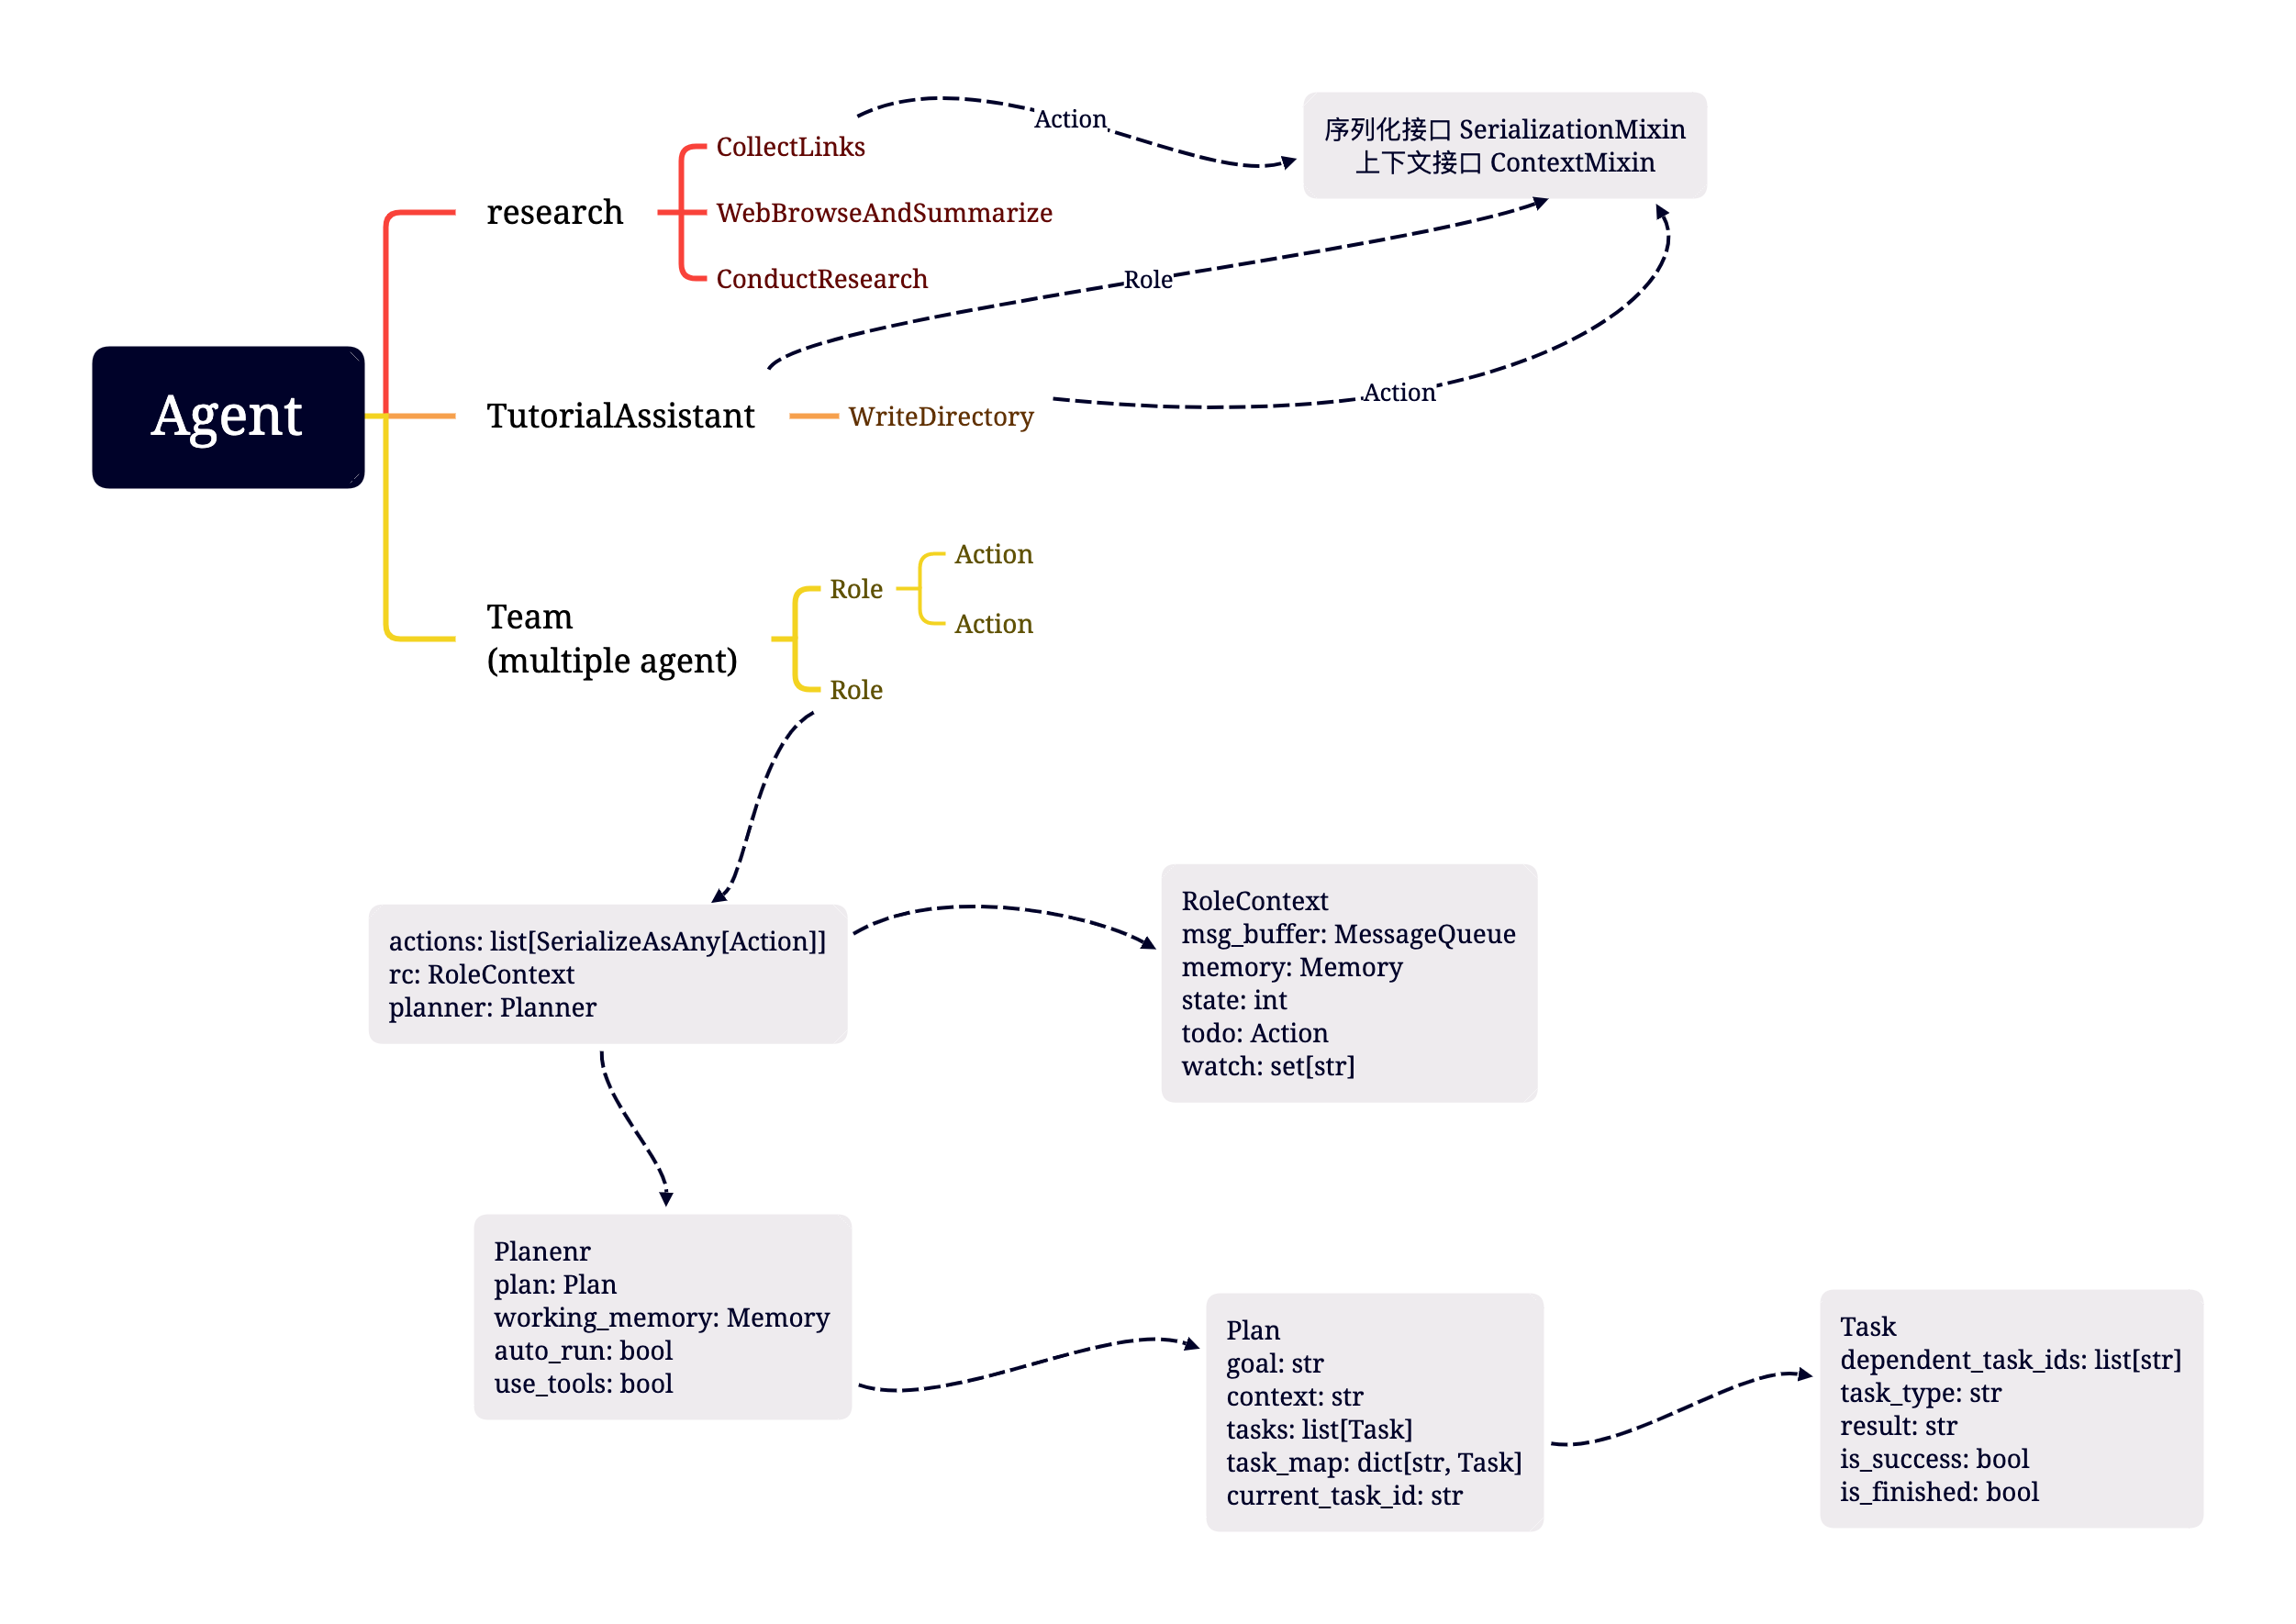 Action
序列化接口 SerializationMixin
上下文接口 ContextMixin
CollectLinks
research
WebBrowseAndSummarize
ConductResearch
Role
Agent
TutorialAssistant
WriteDirectory
Action
Action
Role
Team
(multiple agent)
Action
Role
actions: list[SerializeAsAny[Action]]
rc: RoleContext
planner: Planner
RoleContext
msg_buffer: MessageQueue
memory: Memory
state: int
todo: Action
watch: set[str]
Planenr
plan: Plan
working_memory: Memory
auto_run: bool
use_tools: bool
Plan
goal: str
context: str
tasks: list[Task]
task_map: dict[str, Task]
current_task_id: str
Task
dependent_task_ids: list[str]
task_type: str
result: str
is_success: bool
is_finished: bool